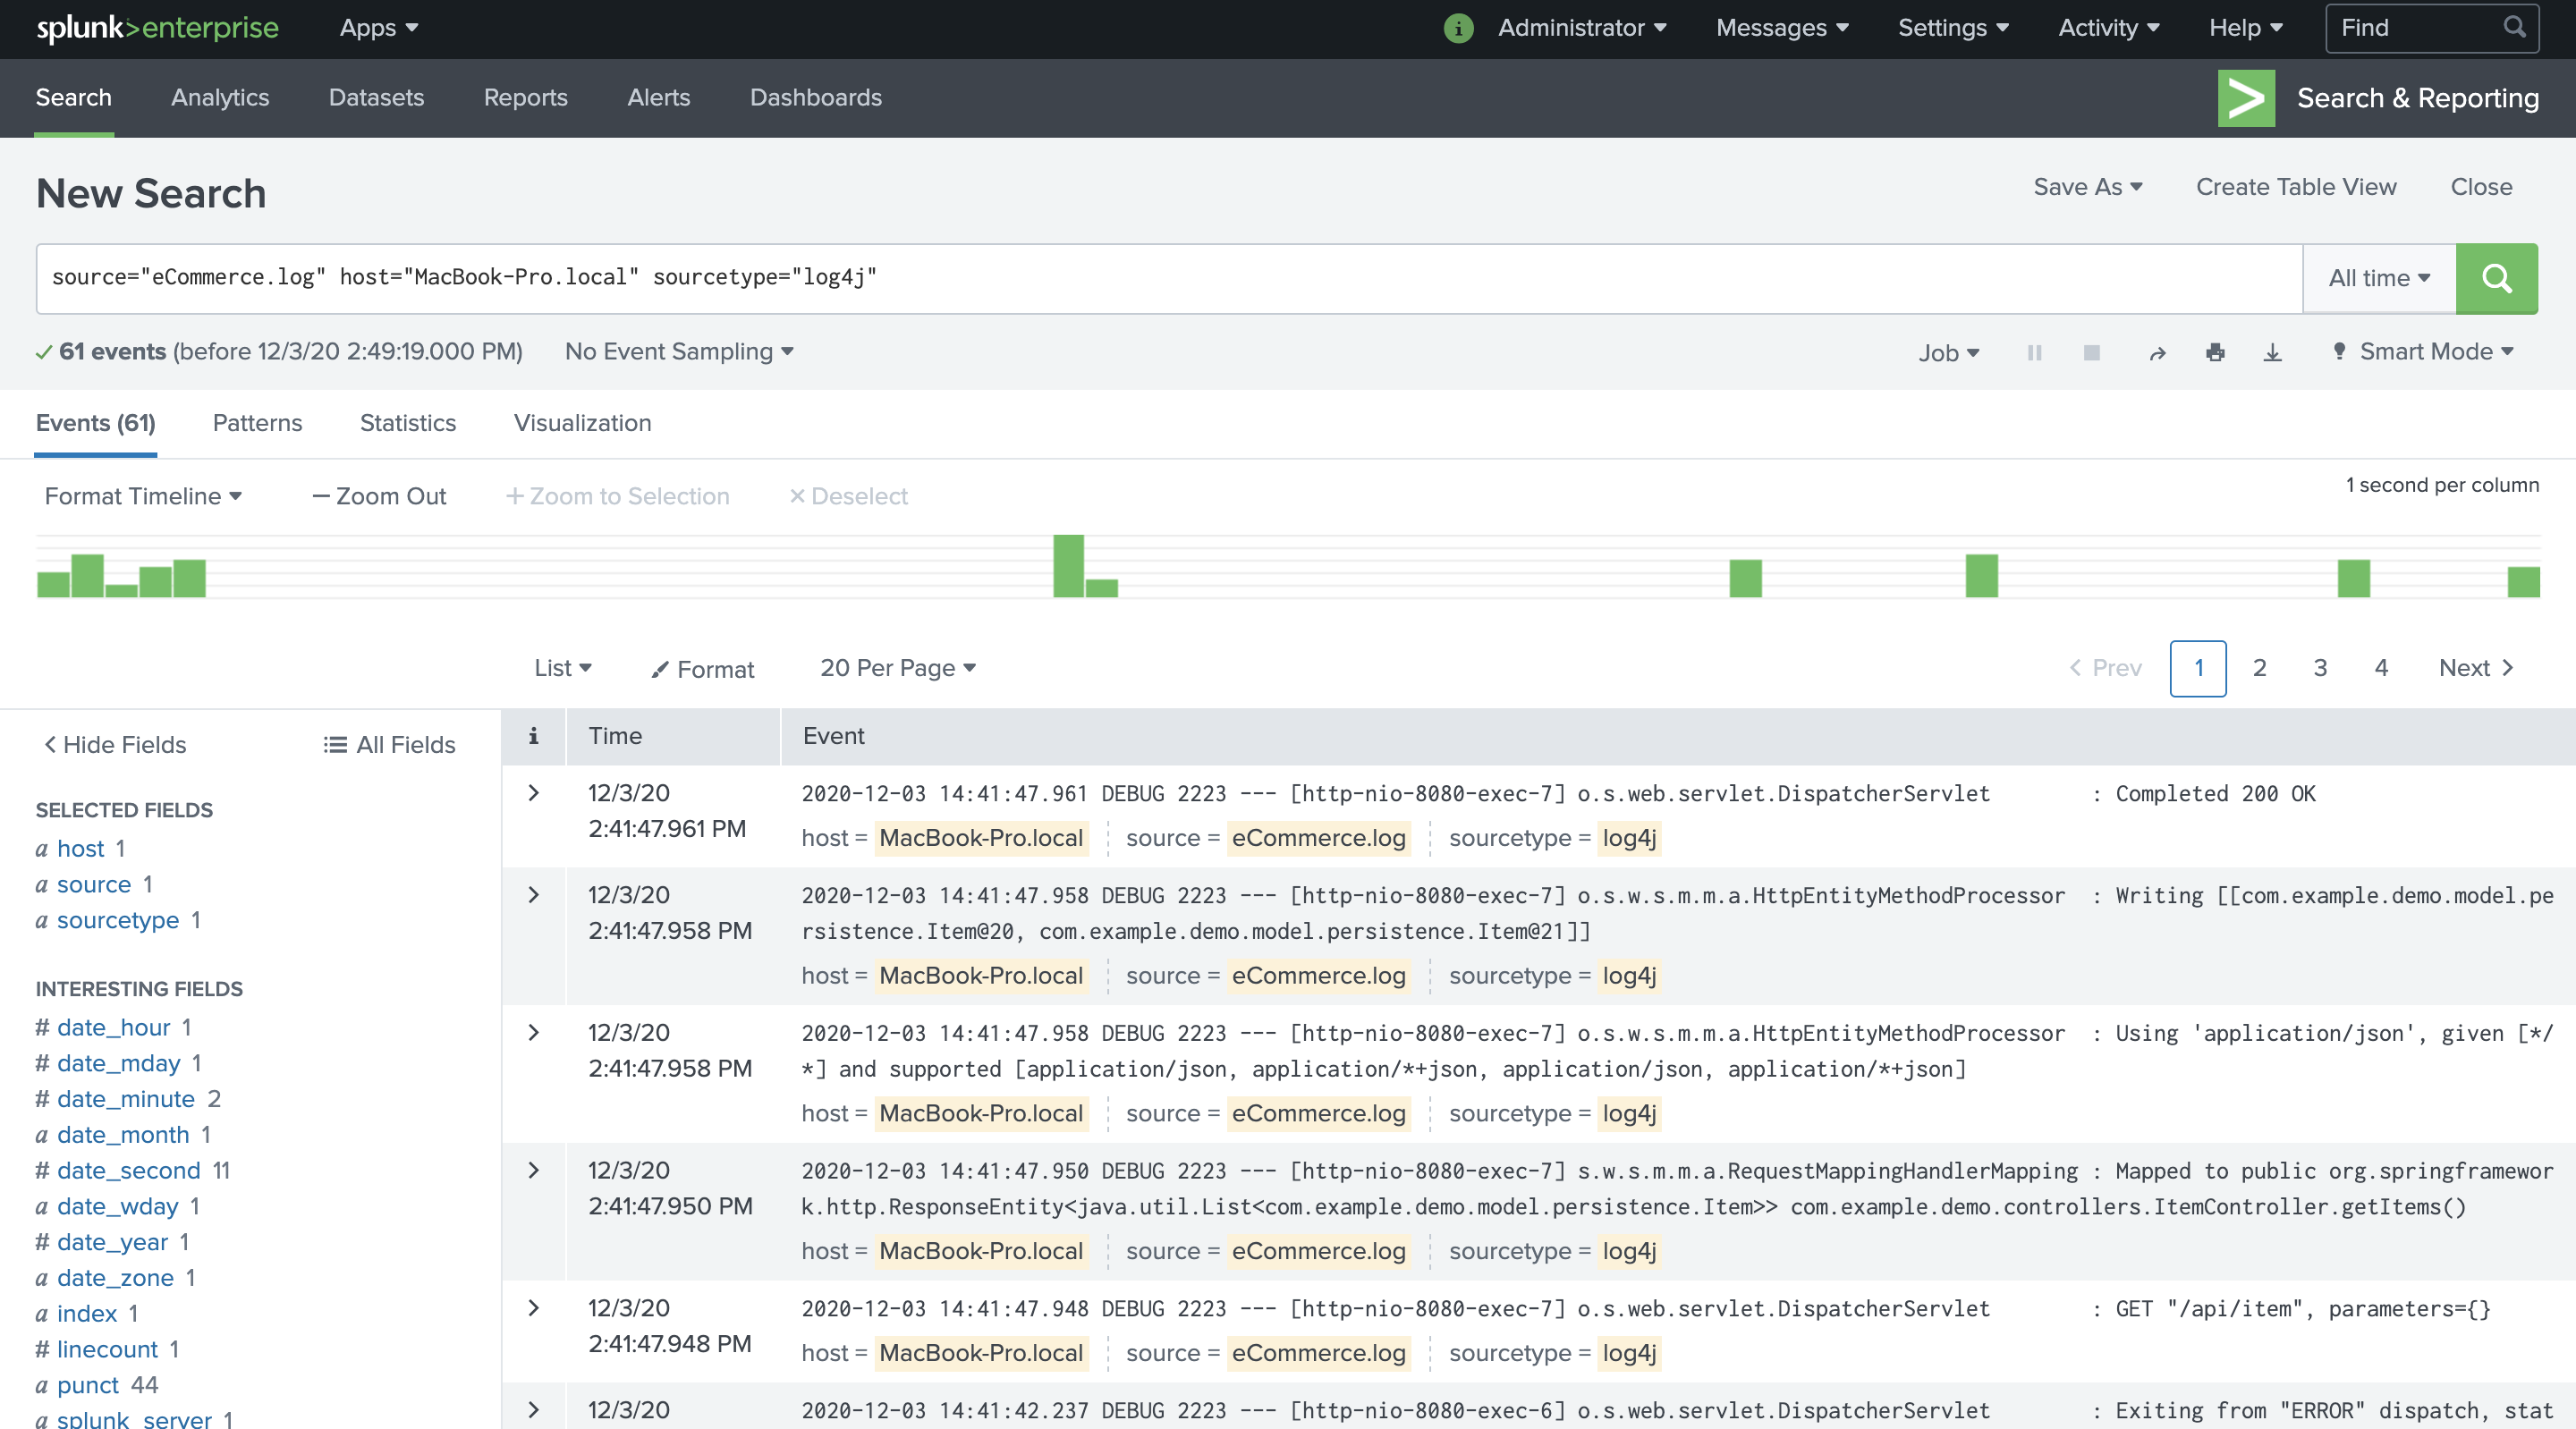 splunk>enterprise Apps Administrator Messages Settings Activity Help Find
Search Analytics Datasets Reports Alerts Dashboards Search & Reporting
New Search
Save As Create Table View Close
source="eCommerce.log" host="MacBook-Pro.local" sourcetype="log4j"
All time
61 events (before 12/3/20 2:49:19.000 PM) No Event Sampling Job Smart Mode
Events (61) Patterns Statistics Visualization
Format Timeline — Zoom Out + Zoom to Selection × Deselect
1 second per column
List Format 20 Per Page
< Prev 1 2 3 4 Next >
< Hide Fields All Fields
SELECTED FIELDS
a host 1
a source 1
a sourcetype 1
INTERESTING FIELDS
# date_hour 1
# date_mday 1
# date_minute 2
a date_month 1
# date_second 11
a date_wday 1
# date_year 1
a date_zone 1
a index 1
# linecount 1
a punct 44
a splunk_server 1
i Time Event
> 12/3/20 2020-12-03 14:41:47.961 DEBUG 2223 --- [http-nio-8080-exec-7] o.s.web.servlet.DispatcherServlet : Completed 200 OK
2:41:47.961 PM
host = MacBook-Pro.local source = eCommerce.log sourcetype = log4j
> 12/3/20 2020-12-03 14:41:47.958 DEBUG 2223 --- [http-nio-8080-exec-7] o.s.w.s.m.m.a.HttpEntityMethodProcessor : Writing [[com.example.demo.model.pe
2:41:47.958 PM rsistence.Item@20, com.example.demo.model.persistence.Item@21]]
host = MacBook-Pro.local source = eCommerce.log sourcetype = log4j
> 12/3/20 2020-12-03 14:41:47.958 DEBUG 2223 --- [http-nio-8080-exec-7] o.s.w.s.m.m.a.HttpEntityMethodProcessor : Using 'application/json', given [*/
2:41:47.958 PM *] and supported [application/json, application/*+json, application/json, application/*+json]
host = MacBook-Pro.local source = eCommerce.log sourcetype = log4j
> 12/3/20 2020-12-03 14:41:47.950 DEBUG 2223 --- [http-nio-8080-exec-7] s.w.s.m.m.a.RequestMappingHandlerMapping : Mapped to public org.springframewor
2:41:47.950 PM k.http.ResponseEntity<java.util.List<com.example.demo.model.persistence.Item>> com.example.demo.controllers.ItemController.getItems()
host = MacBook-Pro.local source = eCommerce.log sourcetype = log4j
> 12/3/20 2020-12-03 14:41:47.948 DEBUG 2223 --- [http-nio-8080-exec-7] o.s.web.servlet.DispatcherServlet : GET "/api/item", parameters={}
2:41:47.948 PM
host = MacBook-Pro.local source = eCommerce.log sourcetype = log4j
> 12/3/20 2020-12-03 14:41:42.237 DEBUG 2223 --- [http-nio-8080-exec-6] o.s.web.servlet.DispatcherServlet : Exiting from "ERROR" dispatch, stat